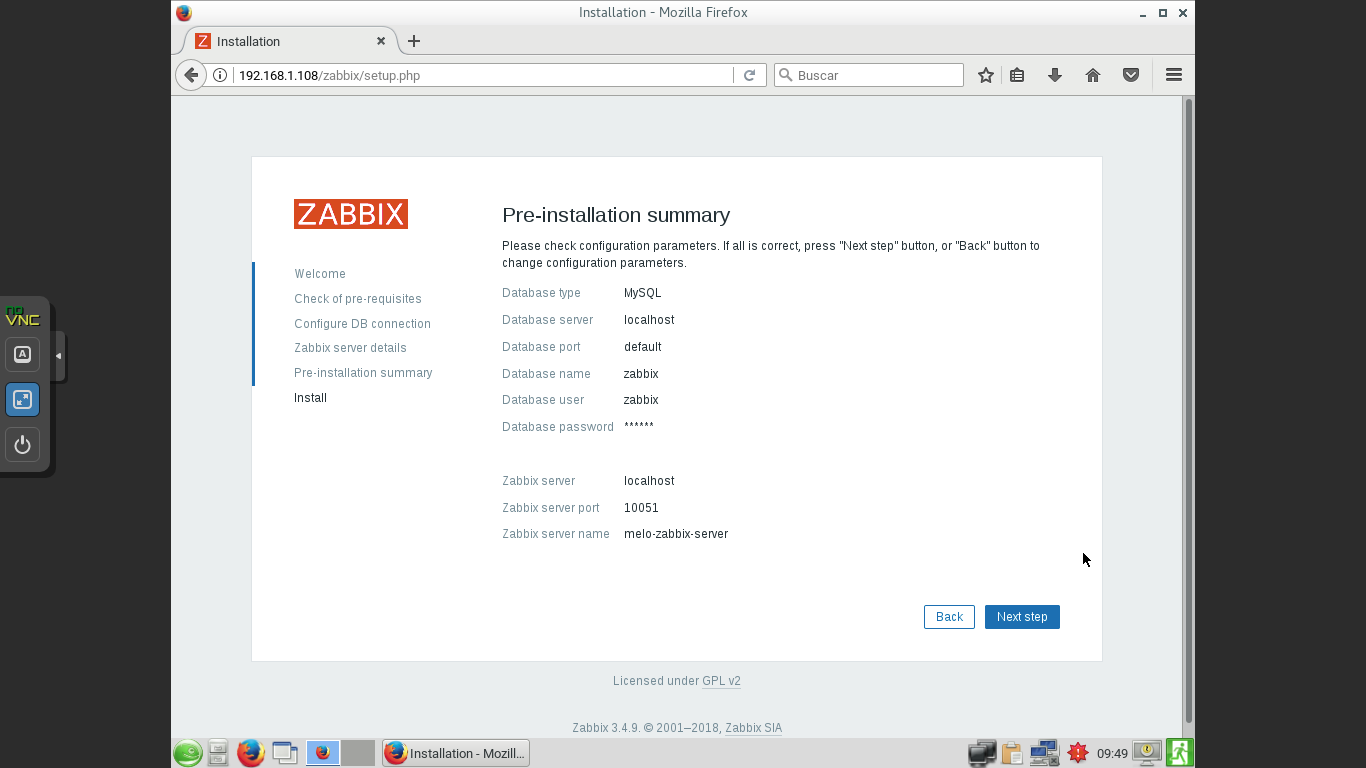 Installation - Mozilla Firefox
Installation
192.168.1.108/zabbix/setup.php
Buscar
ZABBIX
Welcome
Check of pre-requisites
Configure DB connection
Zabbix server details
Pre-installation summary
Install
Pre-installation summary
Please check configuration parameters. If all is correct, press "Next step" button, or "Back" button to
change configuration parameters.
Database type MySQL
Database server localhost
Database port default
Database name zabbix
Database user zabbix
Database password ******
Zabbix server localhost
Zabbix server port 10051
Zabbix server name melo-zabbix-server
Back
Next step
Licensed under GPL v2
Zabbix 3.4.9. © 2001–2018, Zabbix SIA
no
VNC
A
Installation - Mozill...
09:49